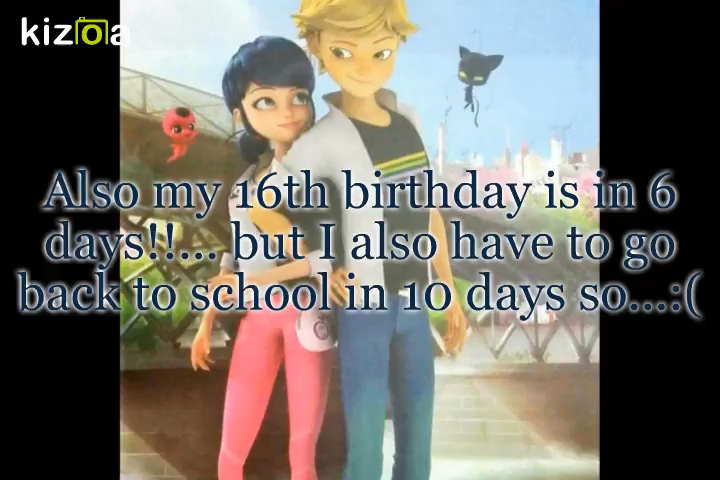 kizoa
Also my 16th birthday is in 6
days!!... but I also have to go
back to school in 10 days so...:(